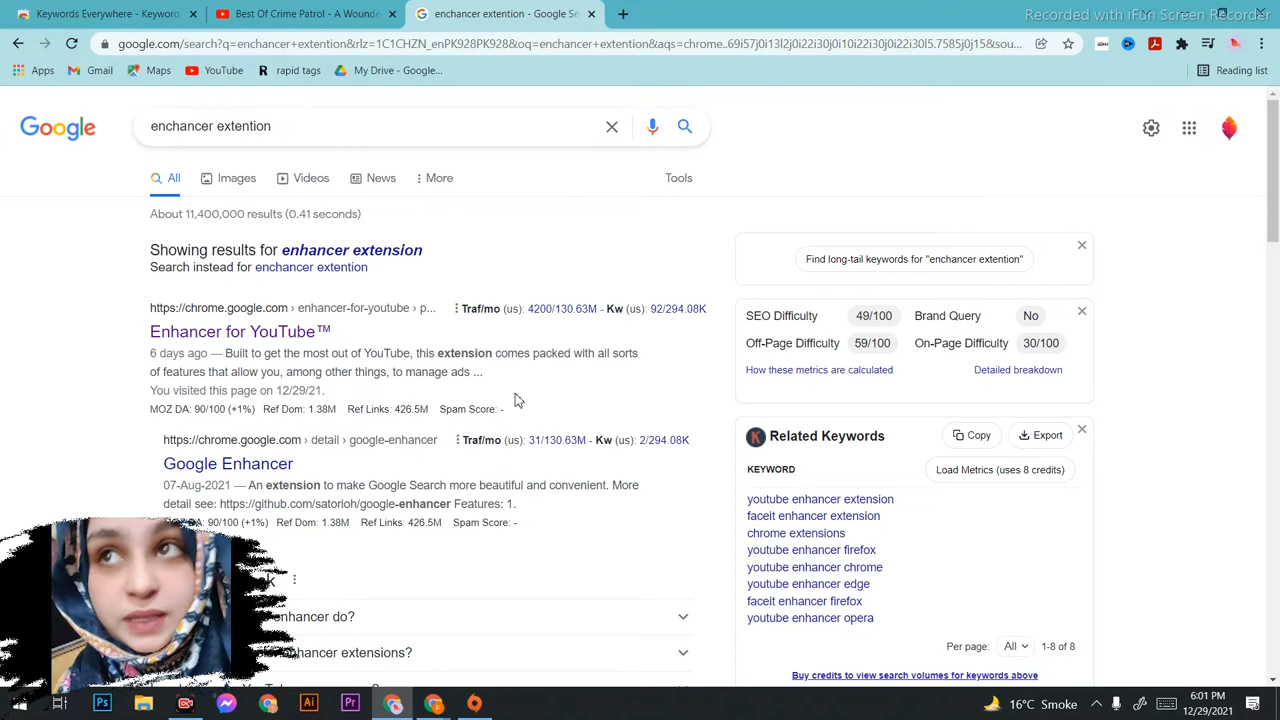 Keywords Everywhere - Keyword
Best Of Crime Patrol - A Wounde
enchancer extention - Google Se
Recorded with iFun Screen Recorder
google.com/search?q=enchancer+extention&rlz=1C1CHZN_enPK928PK928&oq=enchancer+extention&aqs=chrome..69i57j0i13l2j0i22i30j0i10i22i30j0i22i30l5.7585j0j15&sou...
Apps
Gmail
Maps
YouTube
R rapid tags
My Drive - Google...
Reading list
Google
enchancer extention
All
Images
Videos
News
More
Tools
About 11,400,000 results (0.41 seconds)
Showing results for enhancer extension
Search instead for enchancer extention
https://chrome.google.com › enhancer-for-youtube › p...
Traf/mo (us): 4200/130.63M - Kw (us): 92/294.08K
Enhancer for YouTube™
6 days ago — Built to get the most out of YouTube, this extension comes packed with all sorts
of features that allow you, among other things, to manage ads ...
You visited this page on 12/29/21.
MOZ DA: 90/100 (+1%) Ref Dom: 1.38M Ref Links: 426.5M Spam Score: -
https://chrome.google.com › detail › google-enhancer
Traf/mo (us): 31/130.63M - Kw (us): 2/294.08K
Google Enhancer
07-Aug-2021 — An extension to make Google Search more beautiful and convenient. More
detail see: https://github.com/satorioh/google-enhancer Features: 1.
MOZ DA: 90/100 (+1%) Ref Dom: 1.38M Ref Links: 426.5M Spam Score: -
enhancer do?
enhancer extensions?
Find long-tail keywords for "enchancer extention"
SEO Difficulty 49/100 Brand Query No
Off-Page Difficulty 59/100 On-Page Difficulty 30/100
How these metrics are calculated
Detailed breakdown
K Related Keywords
Copy
Export
KEYWORD
Load Metrics (uses 8 credits)
youtube enhancer extension
faceit enhancer extension
chrome extensions
youtube enhancer firefox
youtube enhancer chrome
youtube enhancer edge
faceit enhancer firefox
youtube enhancer opera
Per page: All 1-8 of 8
Buy credits to view search volumes for keywords above
Ps
Ai
Pr
16°C Smoke
6:01 PM
12/29/2021